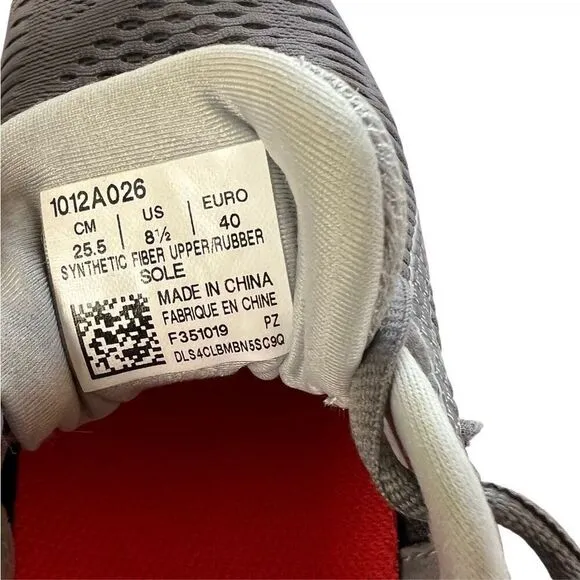 1012A026
CM | US | EURO
25.5 | 8½ | 40
SYNTHETIC FIBER UPPER/RUBBER
SOLE
MADE IN CHINA
FABRIQUE EN CHINE
F351019 PZ
DLS4CLBMBN5SC9Q